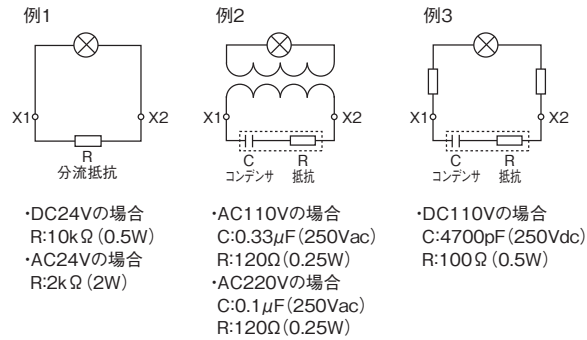 例1
X1
X2
R
分流抵抗
・DC24Vの場合
R:10kΩ(0.5W)
・AC24Vの場合
R:2kΩ(2W)
例2
X1
X2
C
R
コンデンサ
抵抗
・AC110Vの場合
C:0.33μF(250Vac)
R:120Ω(0.25W)
・AC220Vの場合
C:0.1μF(250Vac)
R:120Ω(0.25W)
例3
X1
X2
C
R
コンデンサ
抵抗
・DC110Vの場合
C:4700pF(250Vdc)
R:100Ω(0.5W)